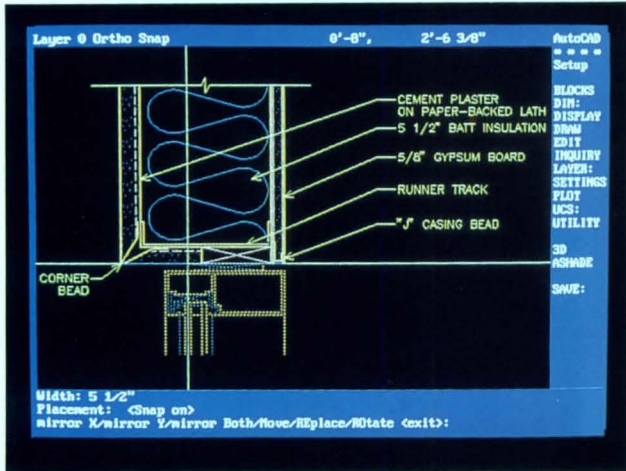 Layer 0 Ortho Snap 0'-0", 2'-6 3/8" AutoCAD
* * * *
Setup
BLOCKS
DIM:
DISPLAY
DRAW
EDIT
INQUIRY
LAYER:
SETTINGS
PLOT
UCS:
UTILITY
3D
ASHADE
SAVE:
CEMENT PLASTER
ON PAPER-BACKED LATH
5 1/2" BATT INSULATION
5/8" GYPSUM BOARD
RUNNER TRACK
"J" CASING BEAD
CORNER
BEAD
Width: 5 1/2"
Placement: <Snap on>
mirror X/mirror Y/mirror Both/Move/REplace/ROtate <exit>: